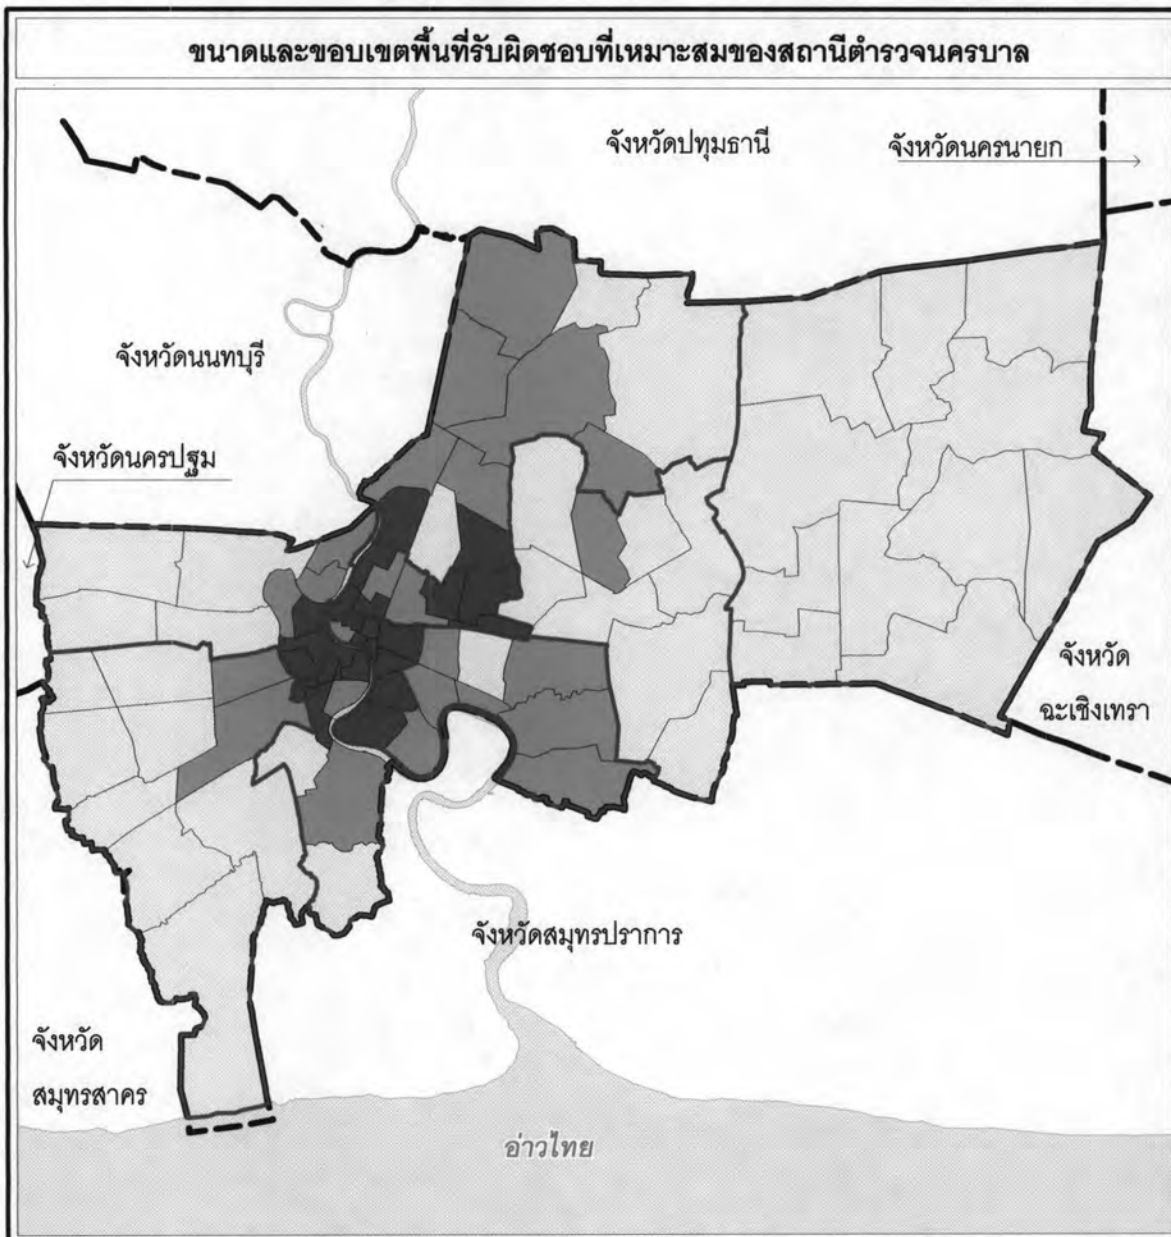 ขนาดและขอบเขตพื้นที่รับผิดชอบที่เหมาะสมของสถานีตำรวจนครบาล
จังหวัดปทุมธานี
จังหวัดนครนายก
จังหวัดนนทบุรี
จังหวัดนครปฐม
จังหวัด
ฉะเชิงเทรา
จังหวัดสมุทรปราการ
จังหวัด
สมุทรสาคร
อ่าวไทย